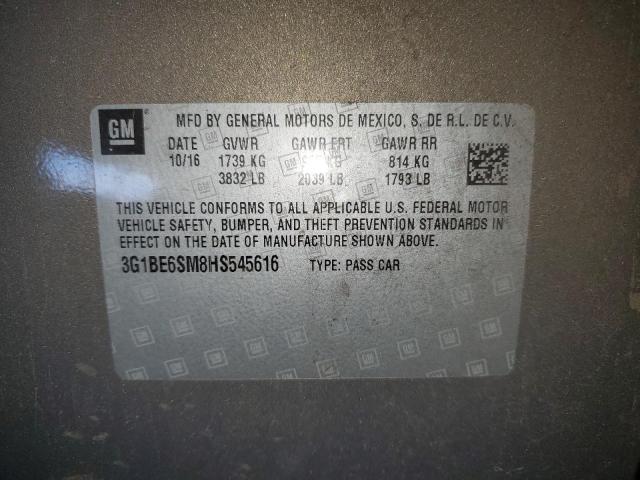 GM
MFD BY GENERAL MOTORS DE MEXICO, S. DE R.L. DE C.V.
DATE GVWR GAWR FRT GAWR RR
10/16 1739 KG KG 814 KG
3832 LB 2039 LB 1793 LB
THIS VEHICLE CONFORMS TO ALL APPLICABLE U.S. FEDERAL MOTOR
VEHICLE SAFETY, BUMPER, AND THEFT PREVENTION STANDARDS IN
EFFECT ON THE DATE OF MANUFACTURE SHOWN ABOVE.
3G1BE6SM8HS545616 TYPE: PASS CAR